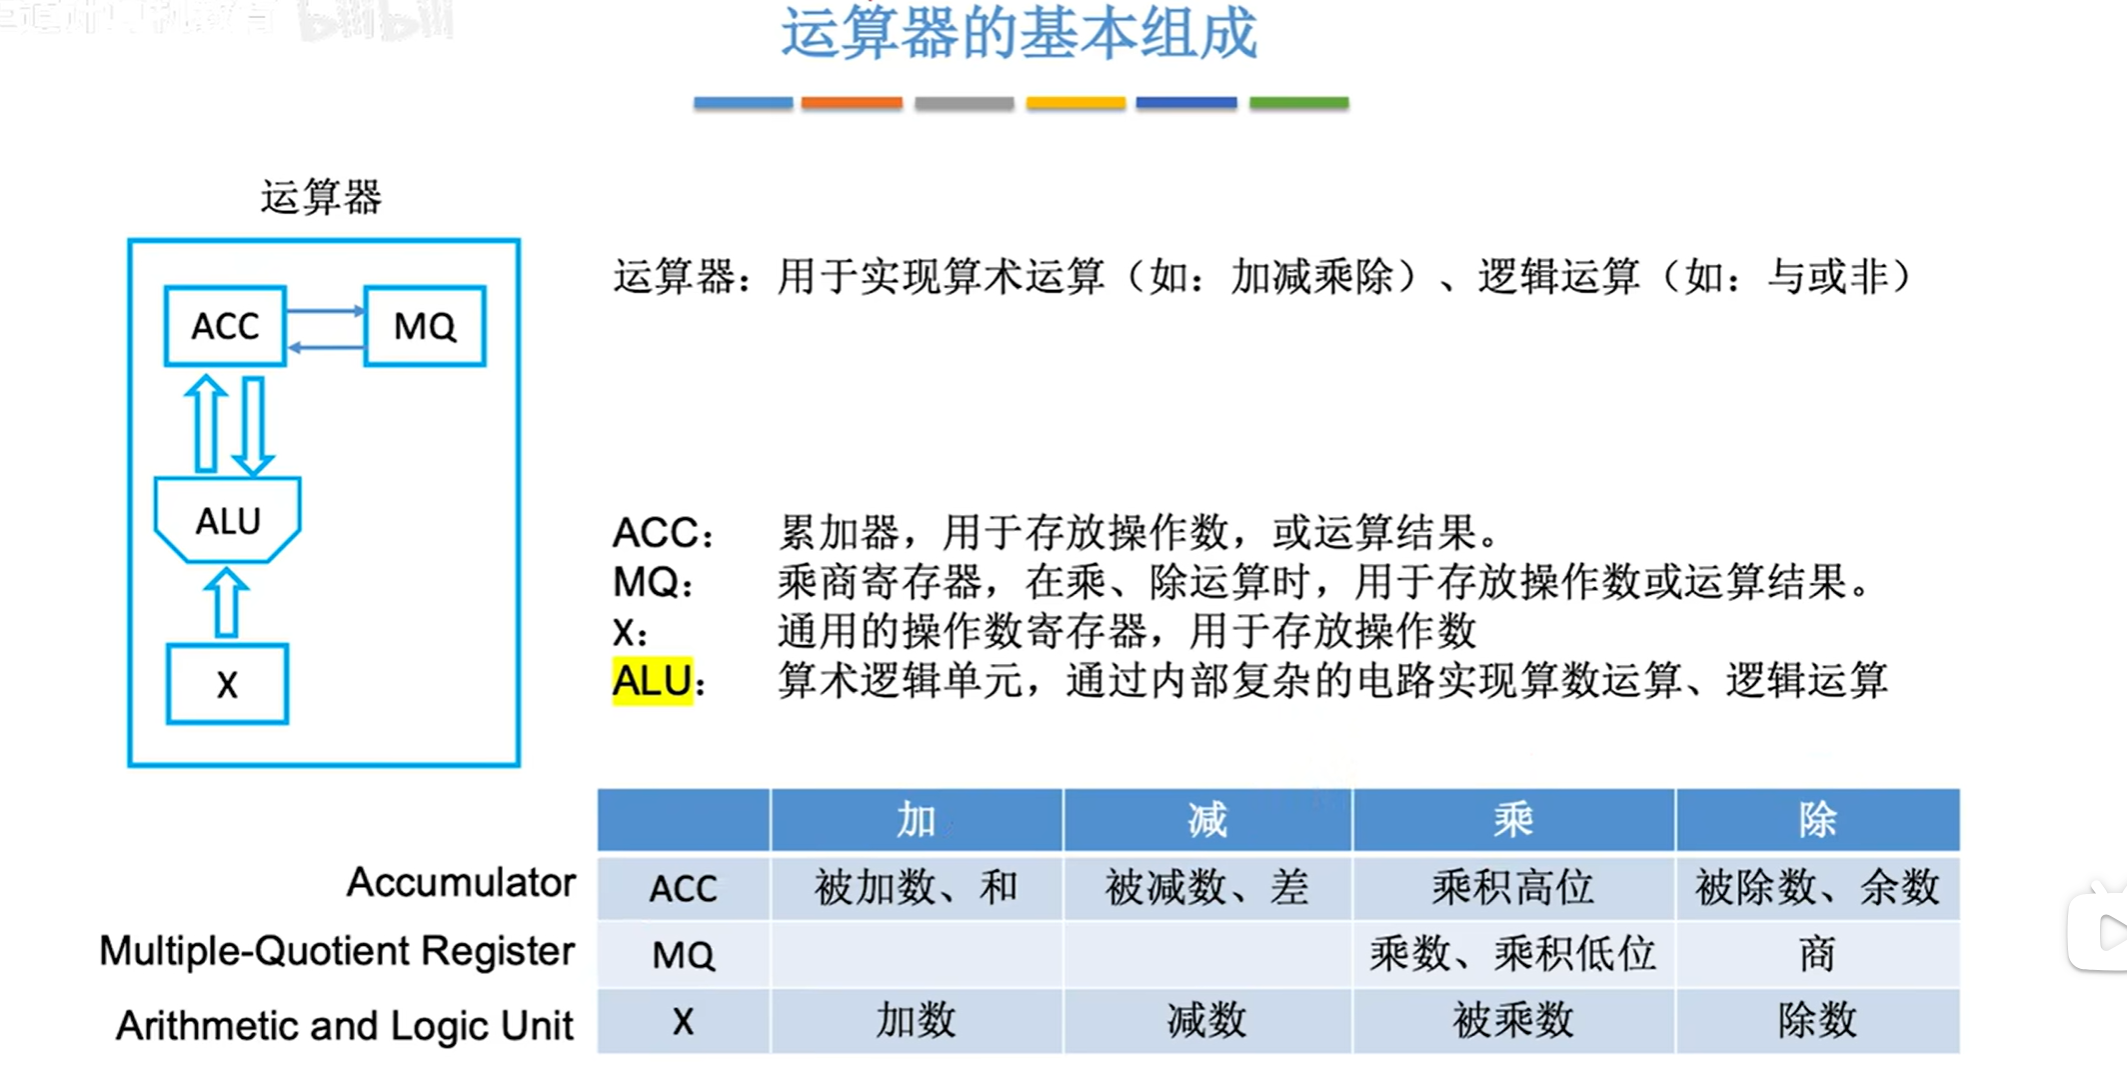 运算器的基本组成
运算器
ACC
MQ
ALU
X
运算器：用于实现算术运算（如：加减乘除）、逻辑运算（如：与或非）
ACC： 累加器，用于存放操作数，或运算结果。
MQ： 乘商寄存器，在乘、除运算时，用于存放操作数或运算结果。
X： 通用的操作数寄存器，用于存放操作数
ALU： 算术逻辑单元，通过内部复杂的电路实现算数运算、逻辑运算
加 减 乘 除
Accumulator ACC 被加数、和 被减数、差 乘积高位 被除数、余数
Multiple-Quotient Register MQ 乘数、乘积低位 商
Arithmetic and Logic Unit X 加数 减数 被乘数 除数
bilibili